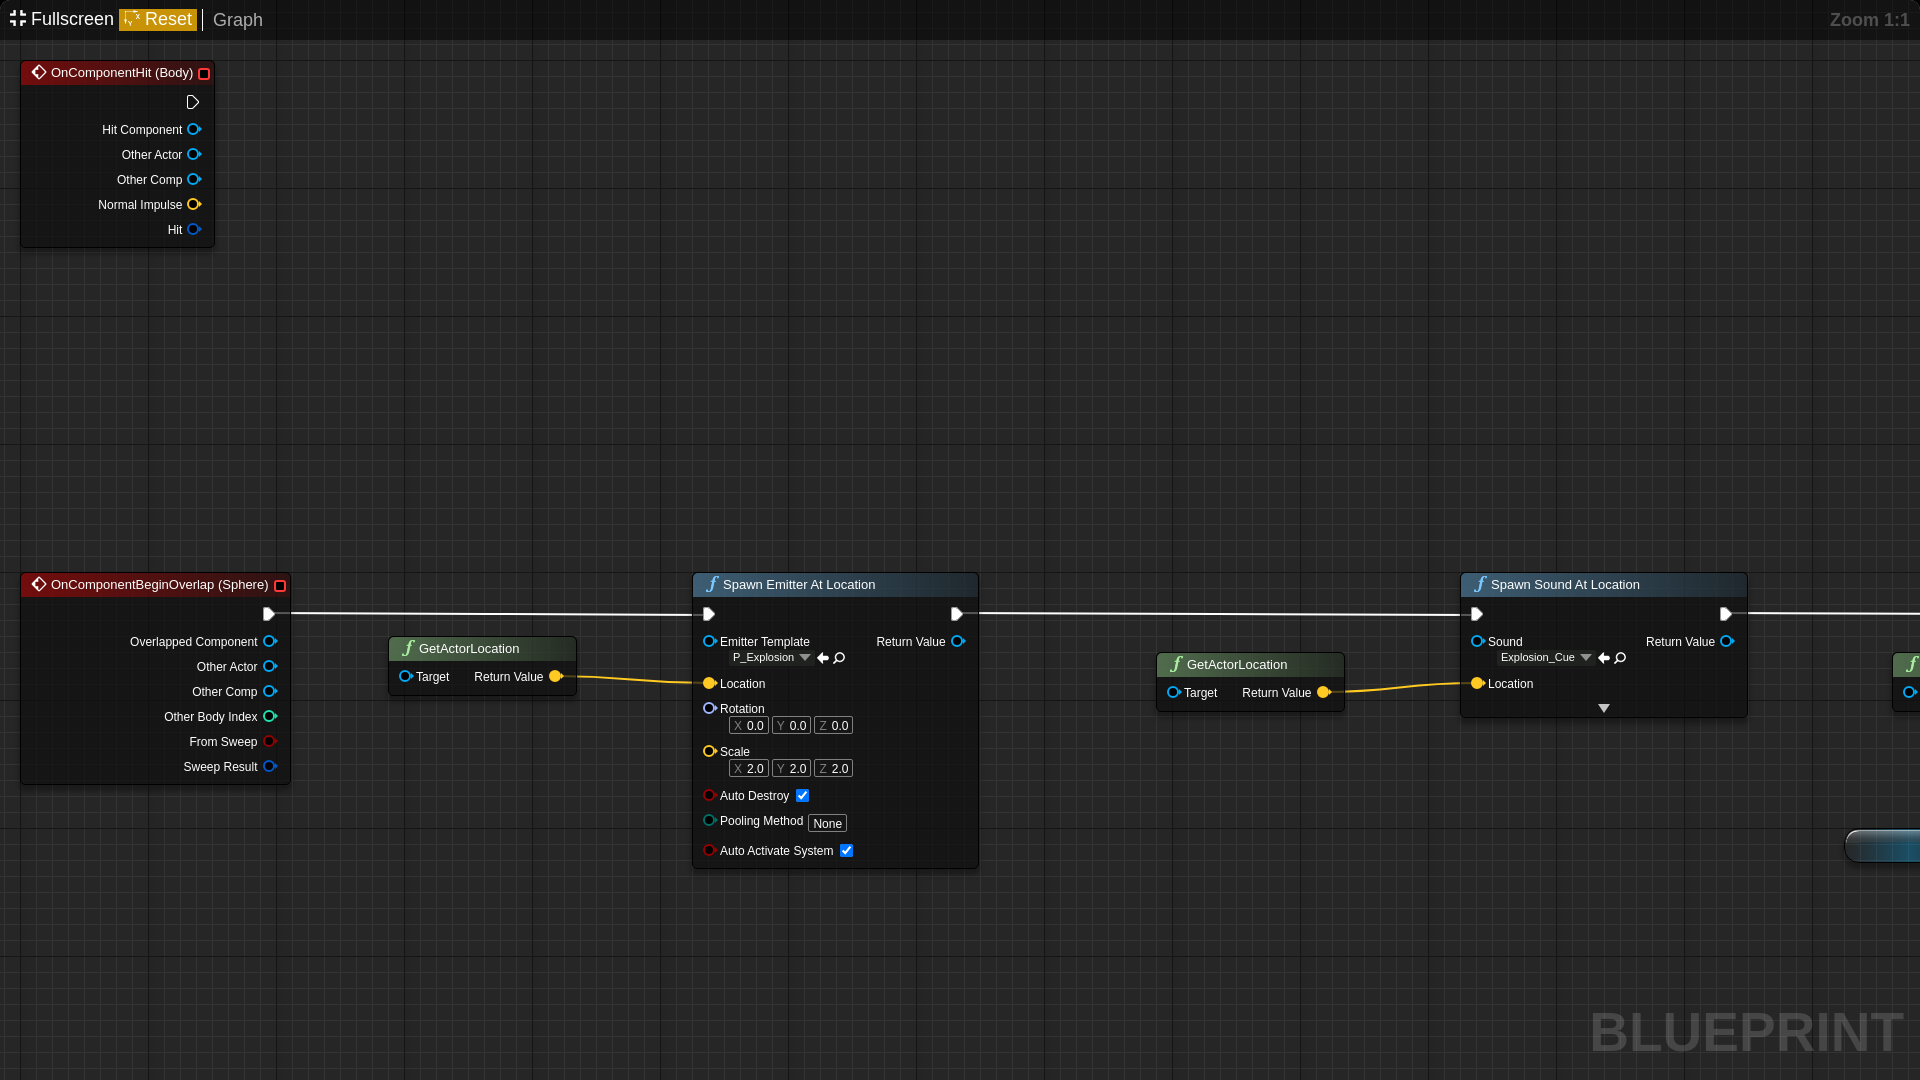 Fullscreen Reset Graph Zoom 1:1
OnComponentHit (Body)
Hit Component
Other Actor
Other Comp
Normal Impulse
Hit
OnComponentBeginOverlap (Sphere)
Overlapped Component
Other Actor
Other Comp
Other Body Index
From Sweep
Sweep Result
GetActorLocation
Target Return Value
Spawn Emitter At Location
Emitter Template Return Value
P_Explosion
Location
Rotation
X 0.0 Y 0.0 Z 0.0
Scale
X 2.0 Y 2.0 Z 2.0
Auto Destroy
Pooling Method None
Auto Activate System
GetActorLocation
Target Return Value
Spawn Sound At Location
Sound Return Value
Explosion_Cue
Location
BLUEPRINT